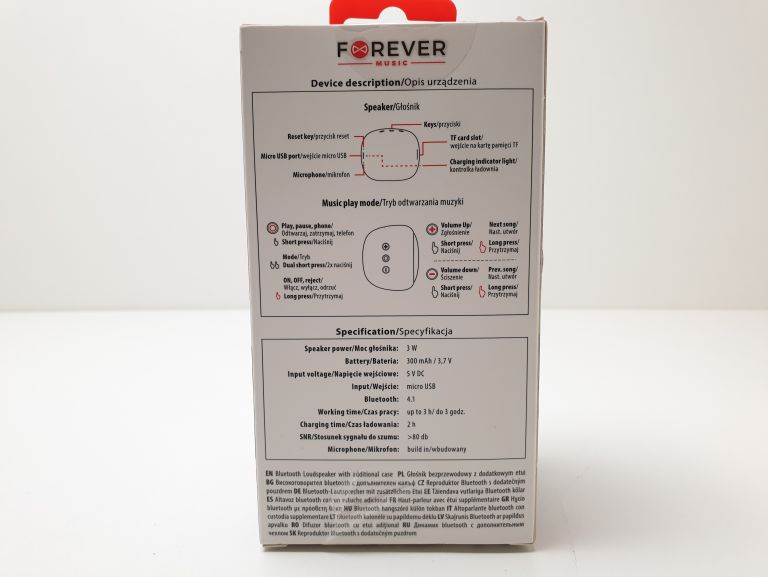 FOREVER
MUSIC
Device description/Opis urządzenia
Speaker/Głośnik
Keys/przyciski
Reset key/przycisk reset
TF card slot/
wejście na kartę pamięci TF
Micro USB port/wejście micro USB
Charging indicator light/
kontrolka ładownia
Microphone/mikrofon
Music play mode/Tryb odtwarzania muzyki
Play, pause, phone/
Odtwarzaj, zatrzymaj, telefon
Short press/Naciśnij
Mode/Tryb
Dual short press/2x naciśnij
ON, OFF, reject/
Włącz, wyłącz, odrzuć
Long press/Przytrzymaj
Volume Up/
Zgłośnienie
Short press/
Naciśnij
Next song/
Nast. utwór
Long press/
Przytrzymaj
Volume down/
Ściszenie
Short press/
Naciśnij
Prev. song/
Nast. utwór
Long press/
Przytrzymaj
Specification/Specyfikacja
Speaker power/Moc głośnika: 3 W
Battery/Bateria: 300 mAh / 3,7 V
Input voltage/Napięcie wejściowe: 5 V DC
Input/Wejście: micro USB
Bluetooth: 4.1
Working time/Czas pracy: up to 3 h/ do 3 godz.
Charging time/Czas ładowania: 2 h
SNR/Stosunek sygnału do szumu: >80 db
Microphone/Mikrofon: build in/wbudowany
EN Bluetooth Loudspeaker with zdditional case PL Głośnik bezprzewodowy z dodatkowym etui
BG Високоговорител bluetooth с допълнителен калъф CZ Reproduktor Bluetooth s dodatečným
pouzdrem DE Bluetooth-Lautsprecher mit zusätzlichem Etui EE Täiendava vutlariga Bluetooth kõlar
ES Altavoz bluetooth con un estuche adicional FR Haut-parleur avec étui supplémentaire GR Ηχείο
bluetooth με πρόσθετη θήκη HU Bluetooth hangszóró külön tokban IT Altoparlante bluetooth con
custodia supplementare LT Bluetooth kolonėlė su papildomu dėklu LV Skaļrunis Bluetooth ar papildus
apvalku RO Difuzor bluetooth cu etui adiţional RU Динамик bluetooth с дополнительным
чехлом SK Reproduktor Bluetooth s dodatočným puzdrom